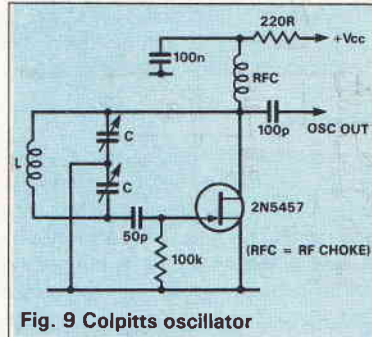 220R
+Vcc
100n
RFC
C
100p
OSC OUT
L
C
2N5457
50p
100k
(RFC = RF CHOKE)
Fig. 9 Colpitts oscillator